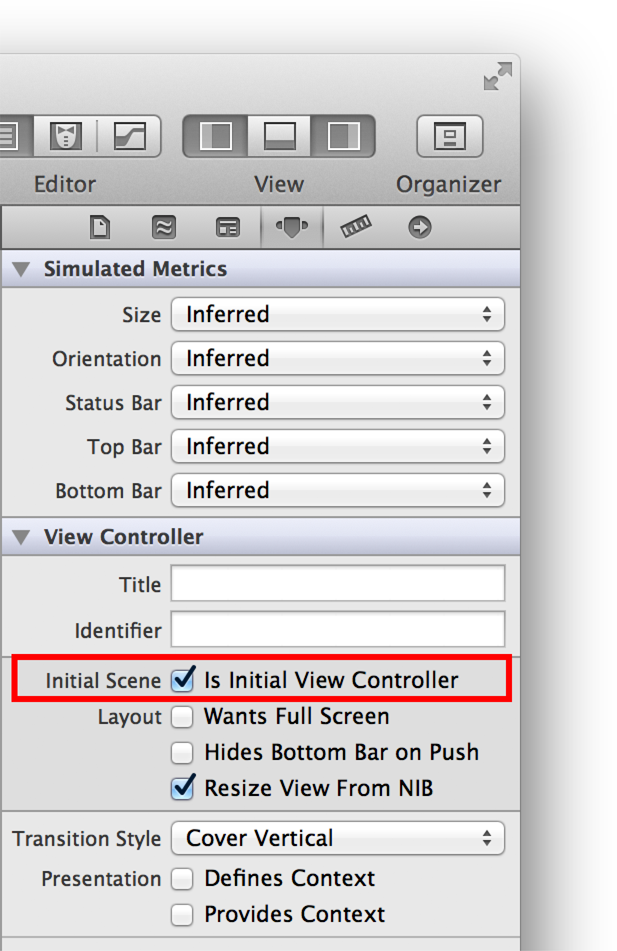 Editor View Organizer
Simulated Metrics
Size Inferred
Orientation Inferred
Status Bar Inferred
Top Bar Inferred
Bottom Bar Inferred
View Controller
Title
Identifier
Initial Scene Is Initial View Controller
Layout Wants Full Screen
Hides Bottom Bar on Push
Resize View From NIB
Transition Style Cover Vertical
Presentation Defines Context
Provides Context